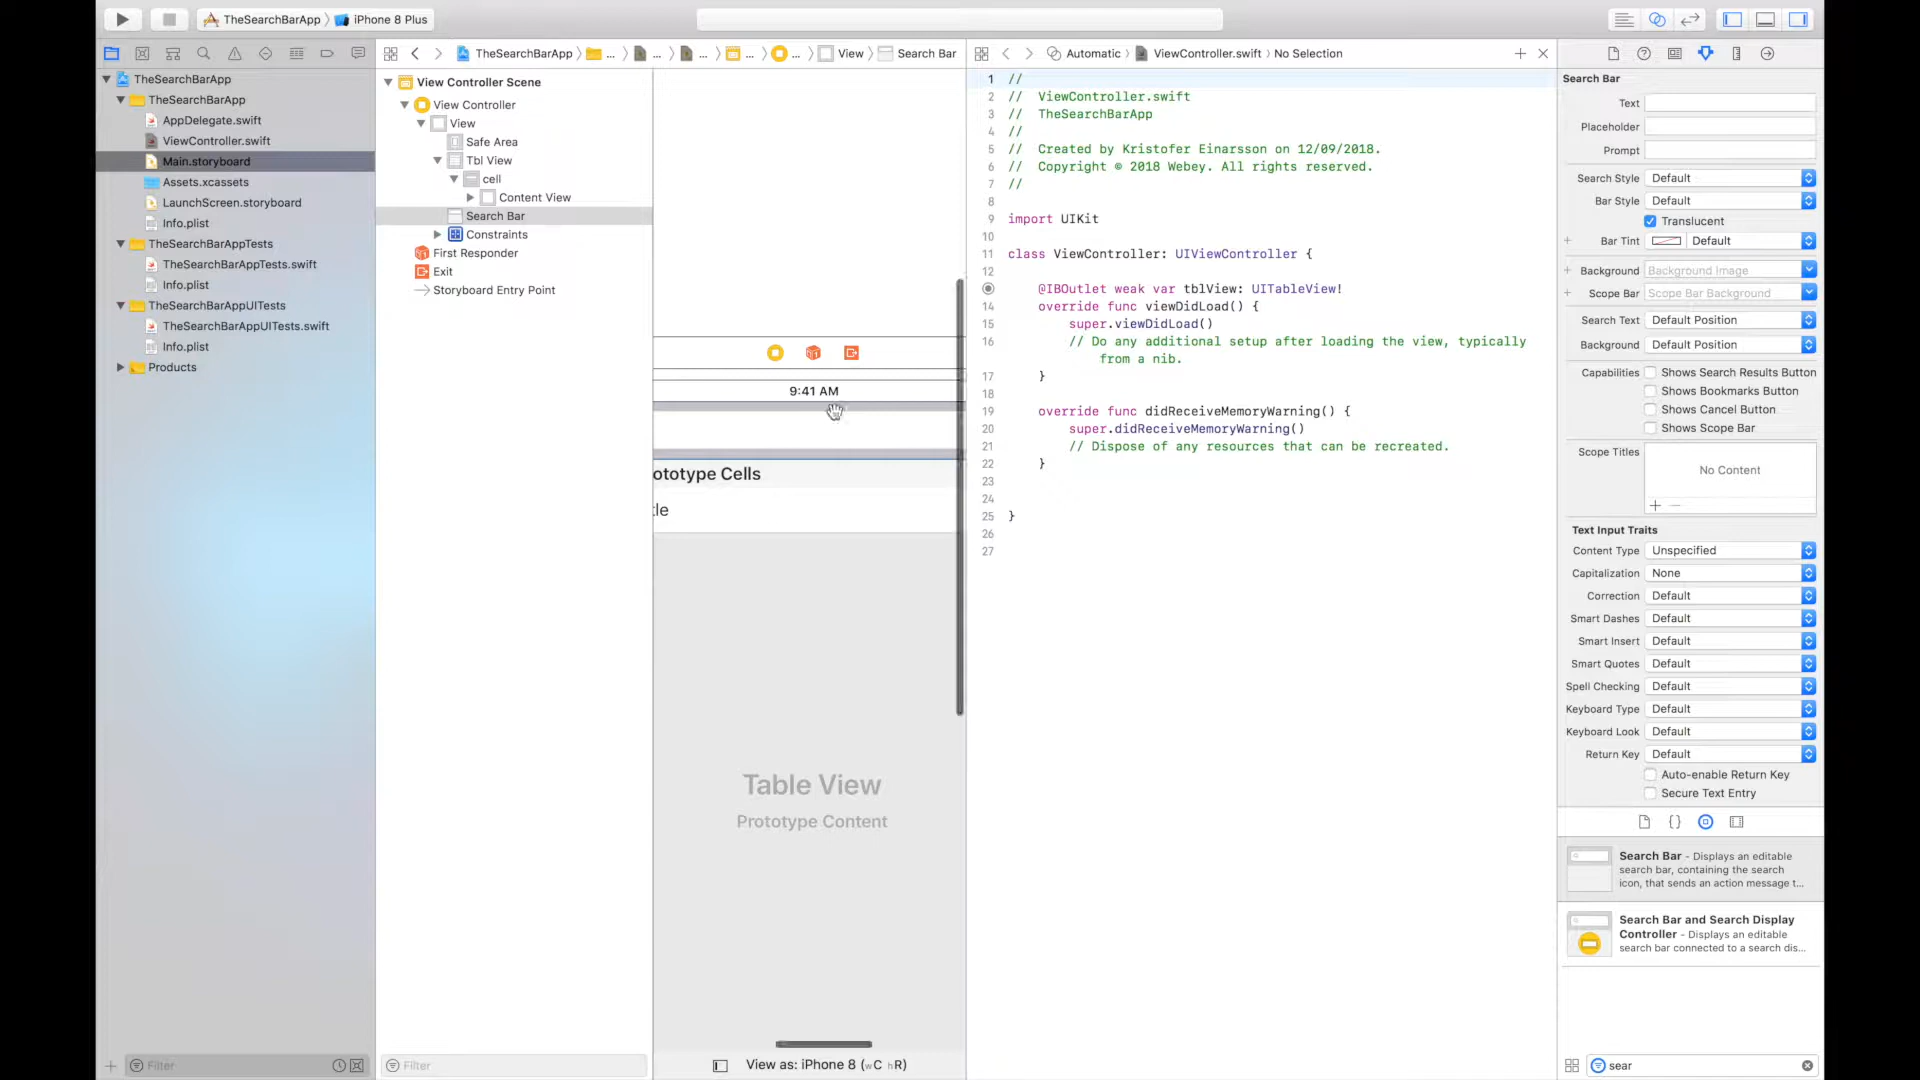 TheSearchBarApp
iPhone 8 Plus
TheSearchBarApp
... ... ... ... ... View Search Bar
Automatic
ViewController.swift
No Selection
TheSearchBarApp
TheSearchBarApp
AppDelegate.swift
ViewController.swift
Main.storyboard
Assets.xcassets
LaunchScreen.storyboard
Info.plist
TheSearchBarAppTests
TheSearchBarAppTests.swift
Info.plist
TheSearchBarAppUITests
TheSearchBarAppUITests.swift
Info.plist
Products
Filter
View Controller Scene
View Controller
View
Safe Area
Tbl View
cell
Content View
Search Bar
Constraints
First Responder
Exit
Storyboard Entry Point
Filter
9:41 AM
ototype Cells
tle
Table View
Prototype Content
View as: iPhone 8 (wC hR)
1 //
2 //  ViewController.swift
3 //  TheSearchBarApp
4 //
5 //  Created by Kristofer Einarsson on 12/09/2018.
6 //  Copyright © 2018 Webey. All rights reserved.
7 //
8
9 import UIKit
10
11 class ViewController: UIViewController {
12
@IBOutlet weak var tblView: UITableView!
14 override func viewDidLoad() {
15 super.viewDidLoad()
16 // Do any additional setup after loading the view, typically
from a nib.
17 }
18
19 override func didReceiveMemoryWarning() {
20 super.didReceiveMemoryWarning()
21 // Dispose of any resources that can be recreated.
22 }
23
24
25 }
26
27
Search Bar
Text
Placeholder
Prompt
Search Style Default
Bar Style Default
Translucent
Bar Tint Default
Background Background Image
Scope Bar Scope Bar Background
Search Text Default Position
Background Default Position
Capabilities Shows Search Results Button
Shows Bookmarks Button
Shows Cancel Button
Shows Scope Bar
Scope Titles
No Content
Text Input Traits
Content Type Unspecified
Capitalization None
Correction Default
Smart Dashes Default
Smart Insert Default
Smart Quotes Default
Spell Checking Default
Keyboard Type Default
Keyboard Look Default
Return Key Default
Auto-enable Return Key
Secure Text Entry
Search Bar - Displays an editable
search bar, containing the search
icon, that sends an action message t...
Search Bar and Search Display
Controller - Displays an editable
search bar connected to a search dis...
sear